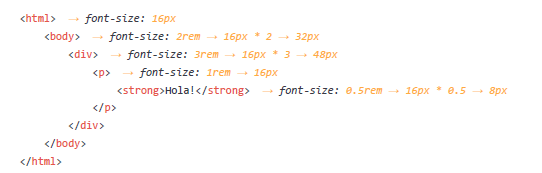 <html> → font-size: 16px
<body> → font-size: 2rem → 16px * 2 → 32px
<div> → font-size: 3rem → 16px * 3 → 48px
<p> → font-size: 1rem → 16px
<strong>Hola!</strong> → font-size: 0.5rem → 16px * 0.5 → 8px
</p>
</div>
</body>
</html>